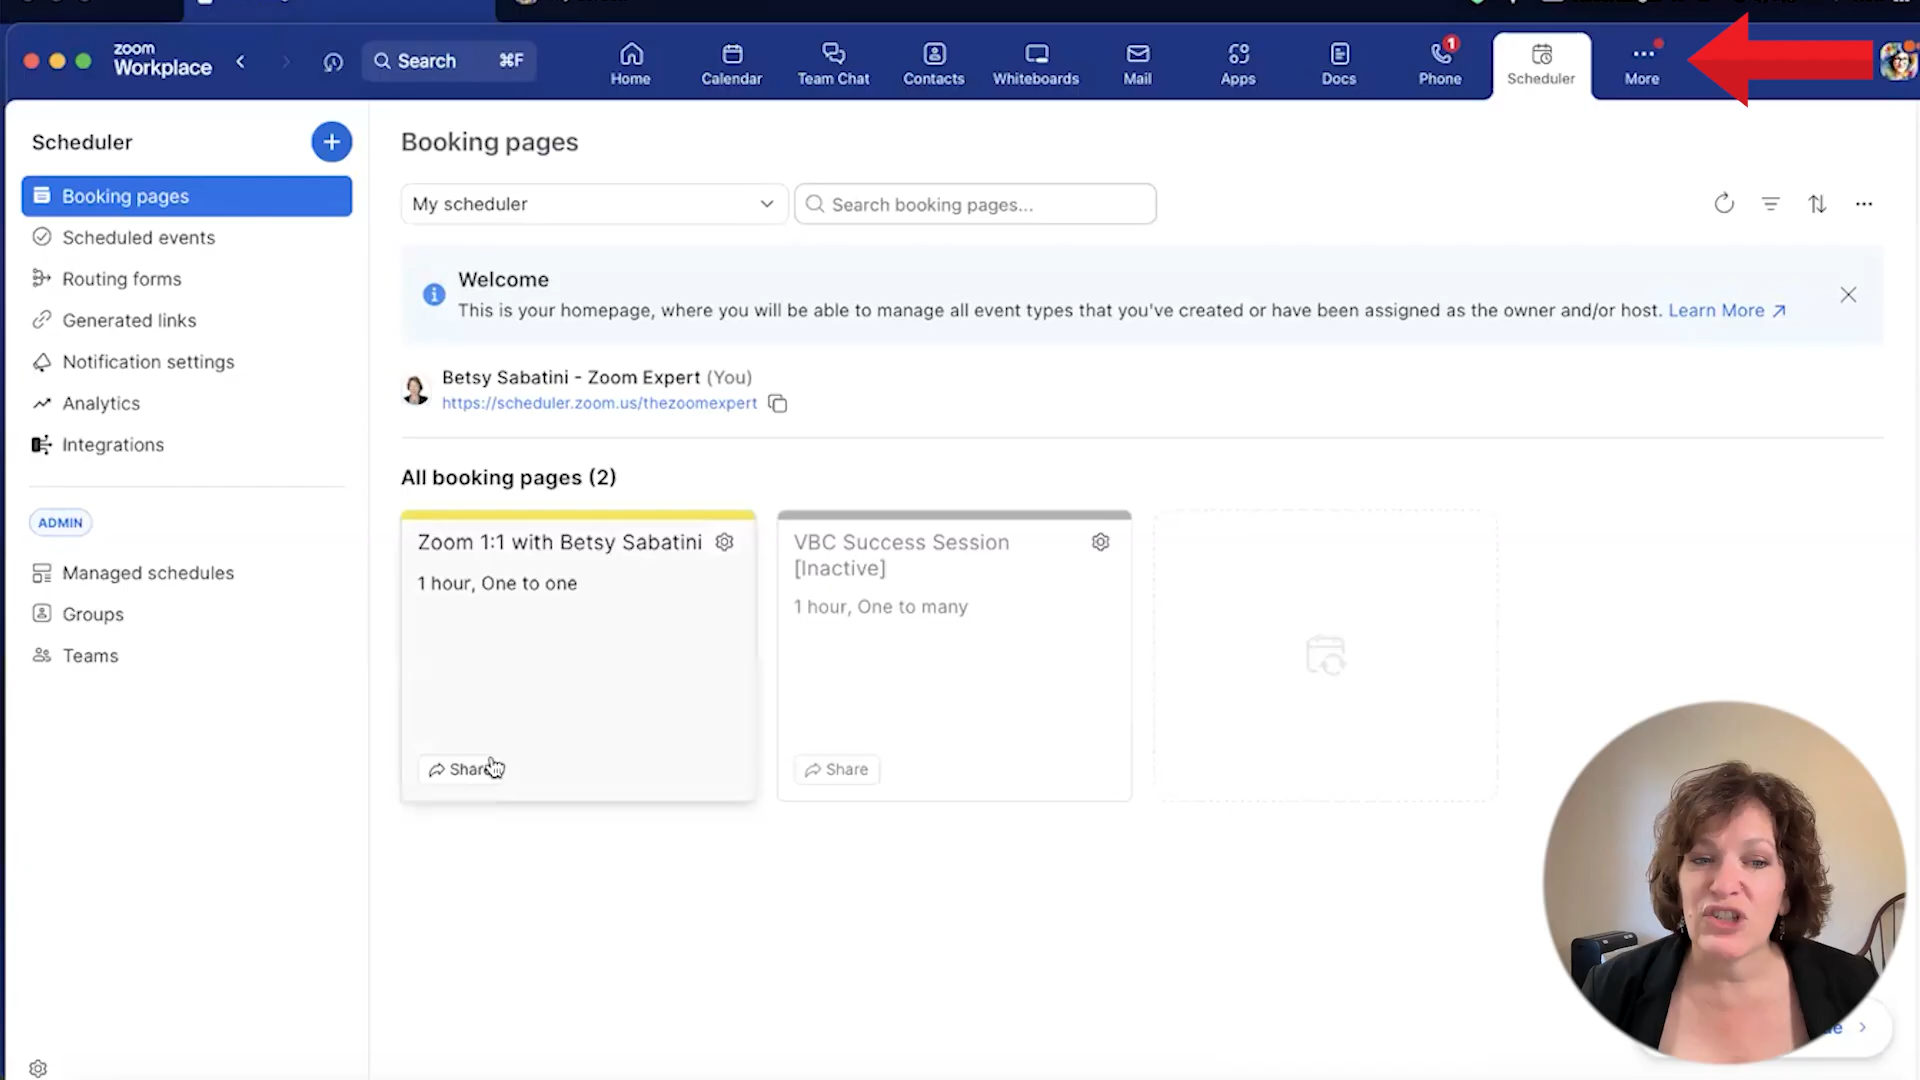 zoom
Workplace
Search
⌘F
Home
Calendar
Team Chat
Contacts
Whiteboards
Mail
Apps
Docs
1
Phone
Scheduler
More
Scheduler
Booking pages
Scheduled events
Routing forms
Generated links
Notification settings
Analytics
Integrations
ADMIN
Managed schedules
Groups
Teams
Booking pages
My scheduler
Search booking pages...
Welcome
This is your homepage, where you will be able to manage all event types that you've created or have been assigned as the owner and/or host. Learn More
Betsy Sabatini - Zoom Expert (You)
https://scheduler.zoom.us/thezoomexpert
All booking pages (2)
Zoom 1:1 with Betsy Sabatini
1 hour, One to one
Share
VBC Success Session
[Inactive]
1 hour, One to many
Share